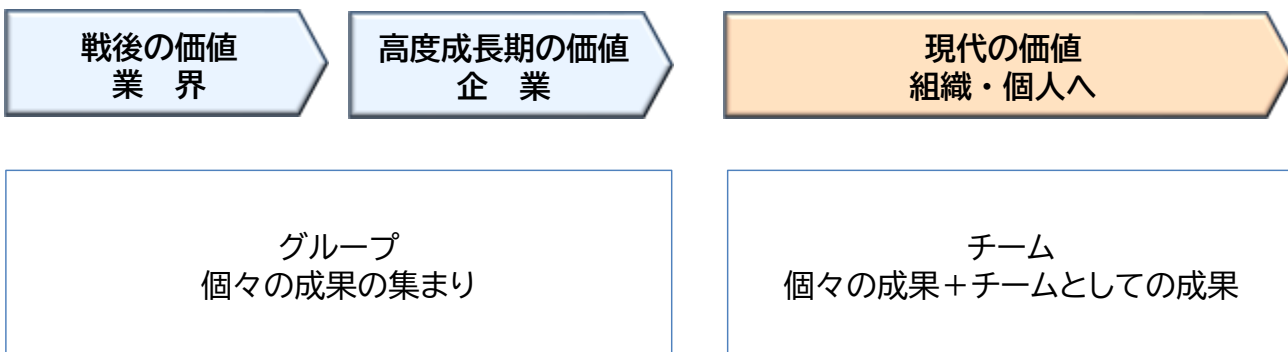 戦後の価値
業　界
高度成長期の価値
企　業
現代の価値
組織・個人へ
グループ
個々の成果の集まり
チーム
個々の成果＋チームとしての成果